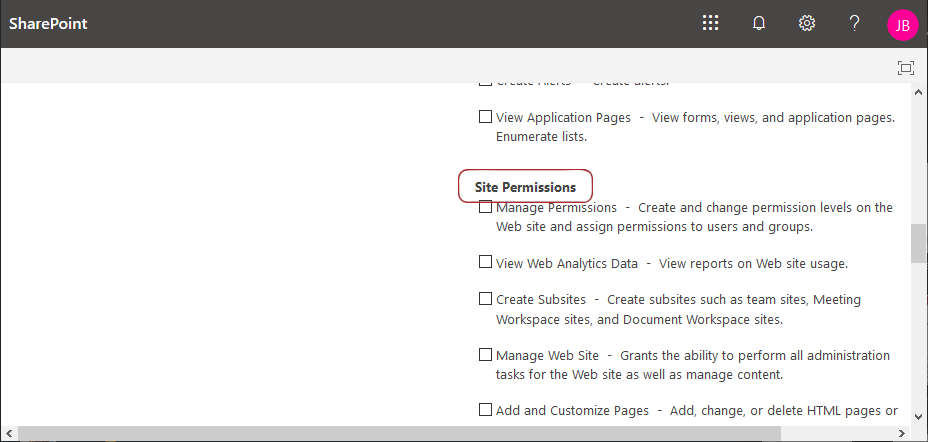 SharePoint
JB
Create Alerts - Create alerts.
View Application Pages - View forms, views, and application pages.
Enumerate lists.
Site Permissions
Manage Permissions - Create and change permission levels on the
Web site and assign permissions to users and groups.
View Web Analytics Data - View reports on Web site usage.
Create Subsites - Create subsites such as team sites, Meeting
Workspace sites, and Document Workspace sites.
Manage Web Site - Grants the ability to perform all administration
tasks for the Web site as well as manage content.
Add and Customize Pages - Add, change, or delete HTML pages or